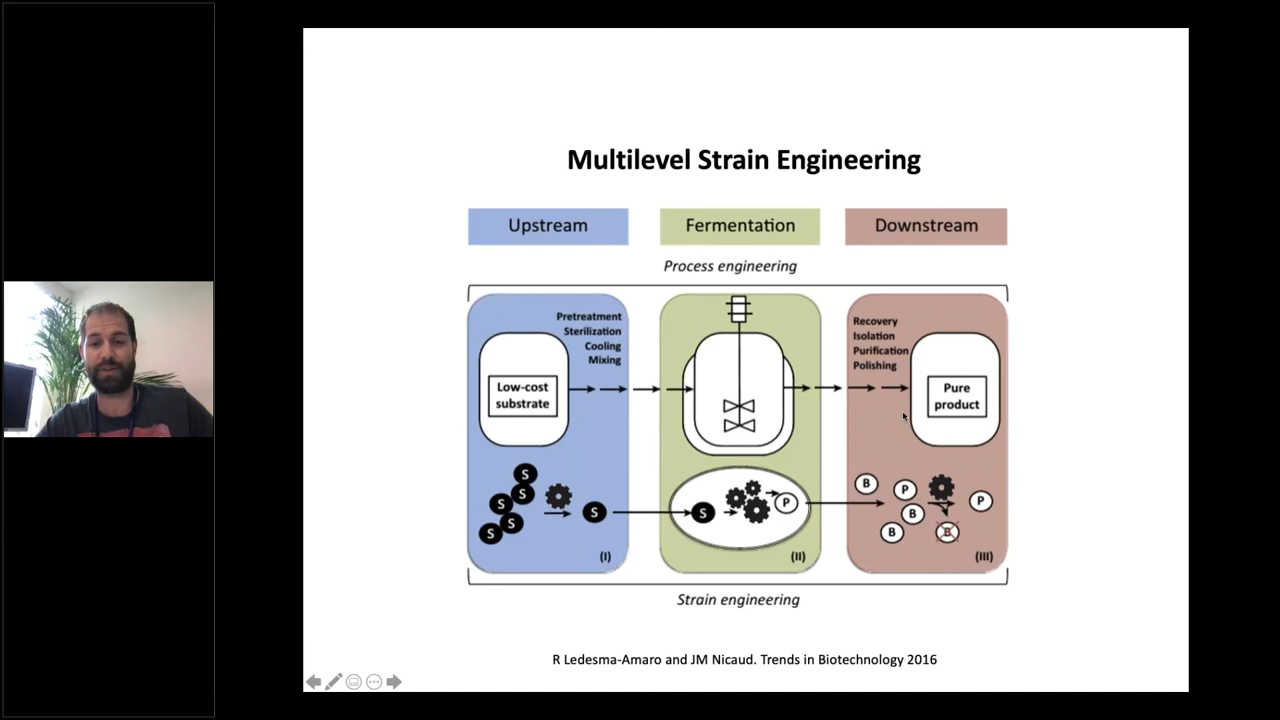 Multilevel Strain Engineering
Upstream
Fermentation
Downstream
Process engineering
Pretreatment
Sterilization
Cooling
Mixing
Low-cost
substrate
Recovery
Isolation
Purification
Polishing
Pure
product
S
S
S
S
S
S
(I)
S
P
(II)
B
P
B
B
B
P
(III)
Strain engineering
R Ledesma-Amaro and JM Nicaud. Trends in Biotechnology 2016